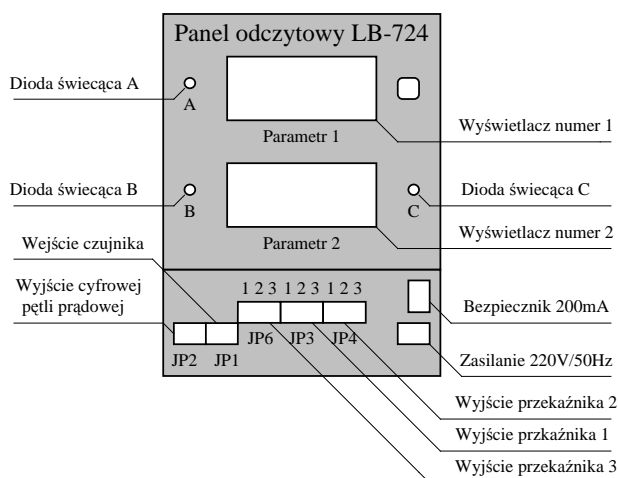 Panel odczytowy LB-724
Dioda świecąca A
A
Parametr 1
Wyświetlacz numer 1
Dioda świecąca B
B
Dioda świecąca C
C
Parametr 2
Wyświetlacz numer 2
Wejście czujnika
Wyjście cyfrowej
pętli prądowej
1 2 3 1 2 3 1 2 3
Bezpiecznik 200mA
JP6 JP3 JP4
JP2 JP1
Zasilanie 220V/50Hz
Wyjście przekaźnika 2
Wyjście przkaźnika 1
Wyjście przekaźnika 3